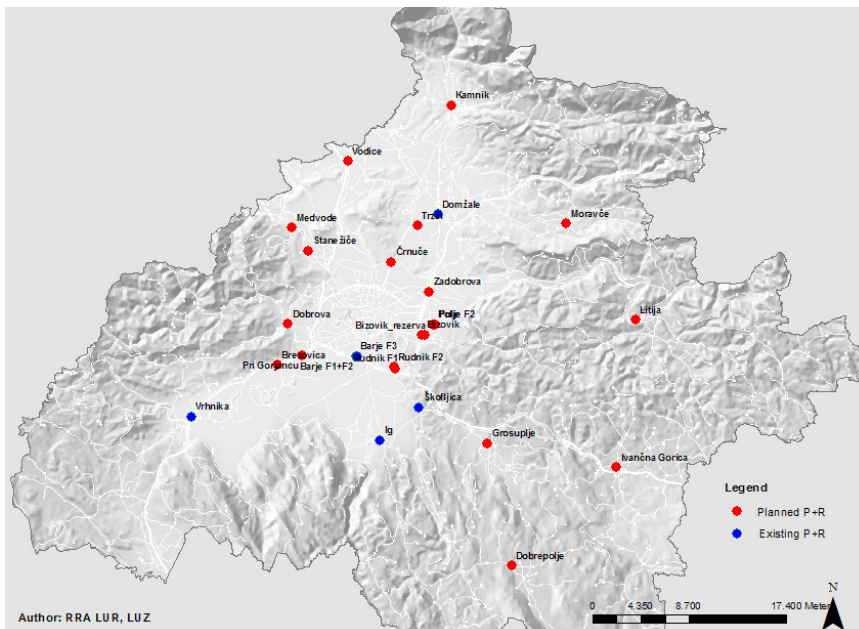 Kamnik
Vodice
Domžale
Trzin
Moravče
Medvode
Stanežiče
Črnuče
Zadobrova
Litija
Dobrova
Polje F2
Bizovik_rezerva
Bizovik
Barje F3
Brezovica
Rudnik F1
Rudnik F2
Pri Gorjancu
Barje F1+F2
Škofljica
Vrhnika
Ig
Grosuplje
Ivančna Gorica
Legend
Planned P+R
Existing P+R
Dobrepolje
N
0 4.350 8.700 17.400 Meters
Author: RRA LUR, LUZ